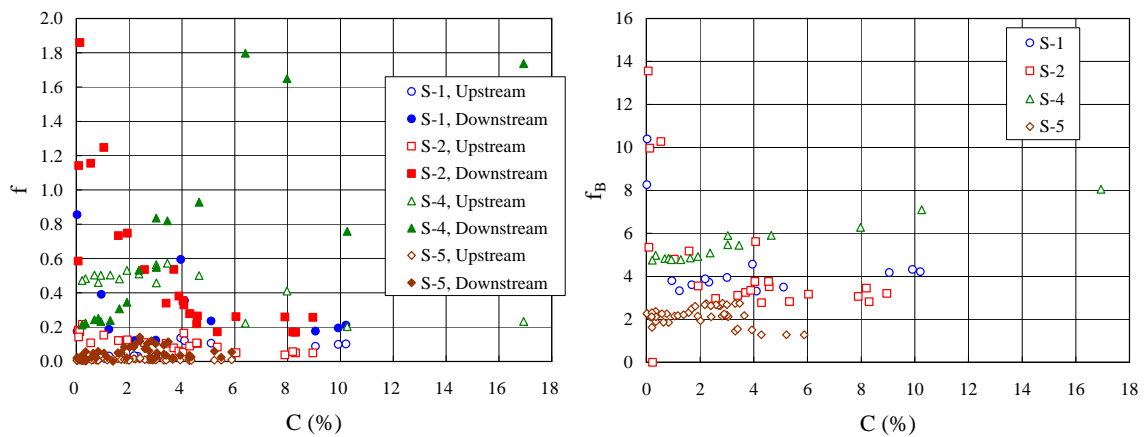 2.0
1.8
1.6
1.4
1.2
1.0
0.8
0.6
0.4
0.2
0.0
f
0 2 4 6 8 10 12 14 16 18
C (%)
S-1, Upstream
S-1, Downstream
S-2, Upstream
S-2, Downstream
S-4, Upstream
S-4, Downstream
S-5, Upstream
S-5, Downstream
16
14
12
10
8
6
4
2
0
f_B
0 2 4 6 8 10 12 14 16 18
C (%)
S-1
S-2
S-4
S-5